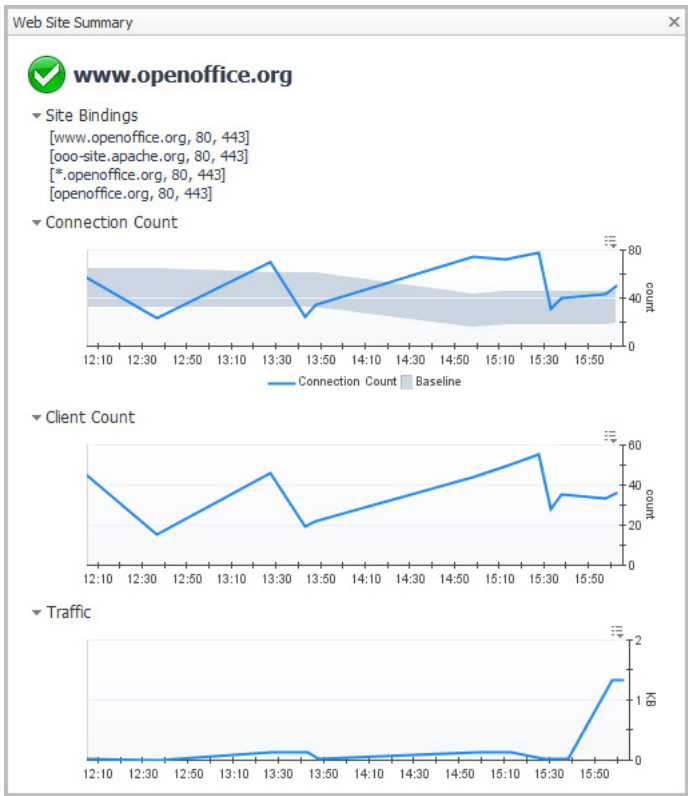 Web Site Summary
www.openoffice.org
Site Bindings
[www.openoffice.org, 80, 443]
[ooo-site.apache.org, 80, 443]
[*.openoffice.org, 80, 443]
[openoffice.org, 80, 443]
Connection Count
80
40
0
count
12:10 12:30 12:50 13:10 13:30 13:50 14:10 14:30 14:50 15:10 15:30 15:50
Connection Count Baseline
Client Count
60
40
20
0
count
12:10 12:30 12:50 13:10 13:30 13:50 14:10 14:30 14:50 15:10 15:30 15:50
Traffic
2
1
0
KB
12:10 12:30 12:50 13:10 13:30 13:50 14:10 14:30 14:50 15:10 15:30 15:50